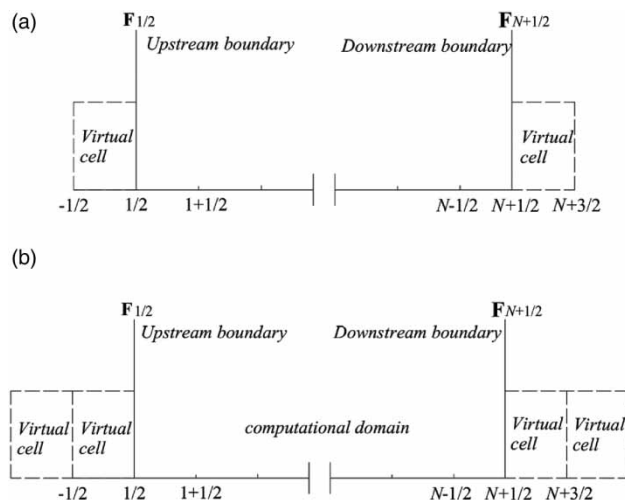 (a)
F1/2
FN+1/2
Upstream boundary
Downstream boundary
Virtual
cell
Virtual
cell
-1/2
1/2
1+1/2
N-1/2
N+1/2
N+3/2
(b)
F1/2
FN+1/2
Upstream boundary
Downstream boundary
Virtual
cell
Virtual
cell
computational domain
Virtual
cell
Virtual
cell
-1/2
1/2
1+1/2
N-1/2
N+1/2
N+3/2